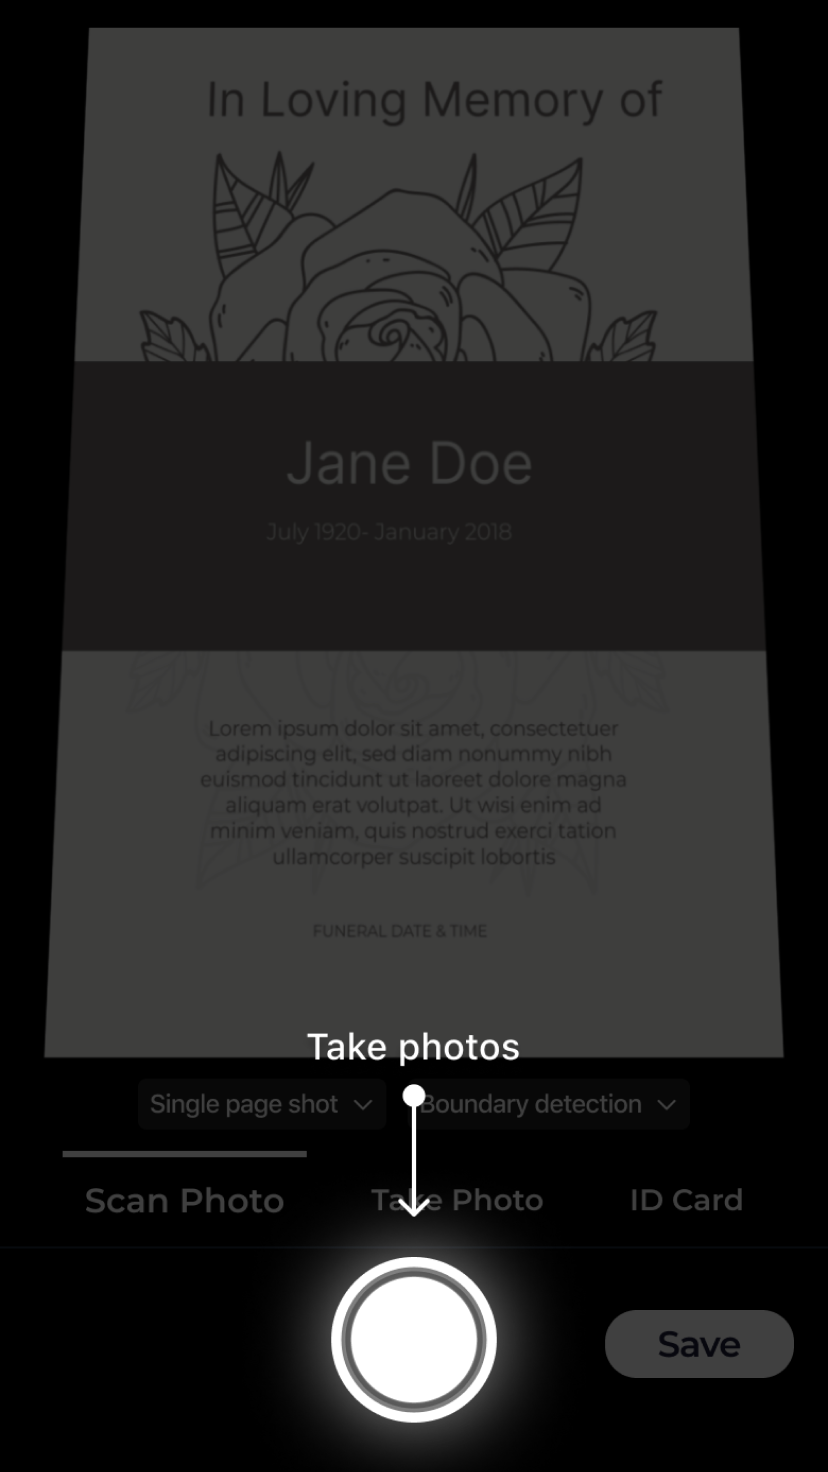 In Loving Memory of
Jane Doe
July 1920- January 2018
Lorem ipsum dolor sit amet, consectetuer
adipiscing elit, sed diam nonummy nibh
euismod tincidunt ut laoreet dolore magna
aliquam erat volutpat. Ut wisi enim ad
minim veniam, quis nostrud exerci tation
ullamcorper suscipit lobortis
FUNERAL DATE & TIME
Take photos
Single page shot
Boundary detection
Scan Photo
Take Photo
ID Card
Save